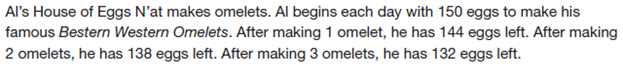 Al’s House of Eggs N’at makes omelets. Al begins each day with 150 eggs to make his
famous Bestern Western Omelets. After making 1 omelet, he has 144 eggs left. After making
2 omelets, he has 138 eggs left. After making 3 omelets, he has 132 eggs left.